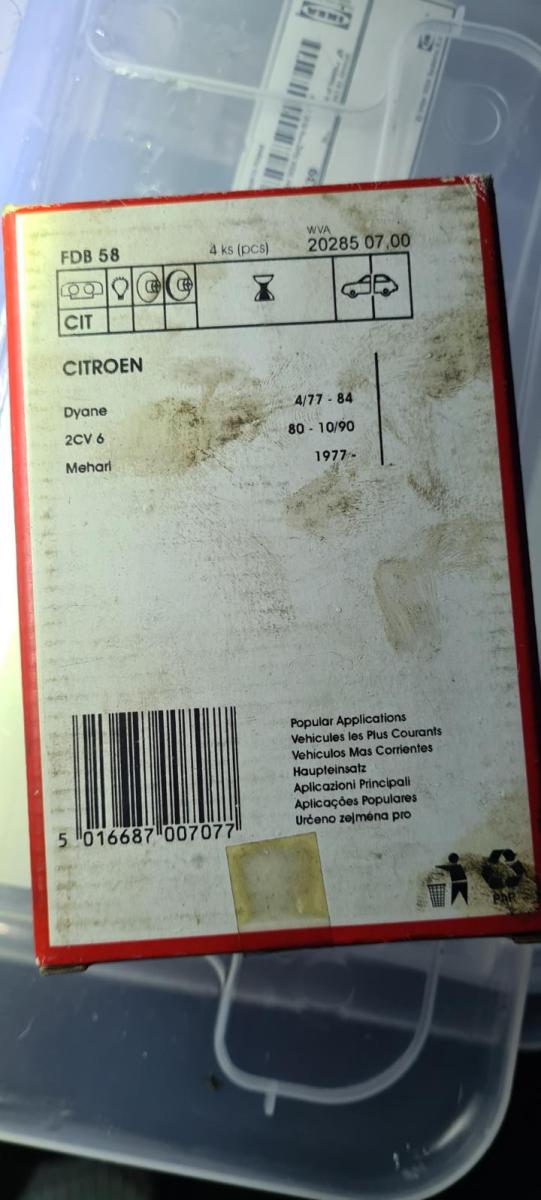 IKEA
FDB 58
4 ks (pcs)
WVA
20285 07,00
CIT
CITROEN
Dyane 4/77 - 84
2CV 6 80 - 10/90
Mehari 1977 -
Popular Applications
Vehicules les Plus Courants
Vehiculos Mas Corrientes
Haupteinsatz
Aplicazioni Principali
Aplicações Populares
Určeno zejména pro
5 016687 007077
PAP